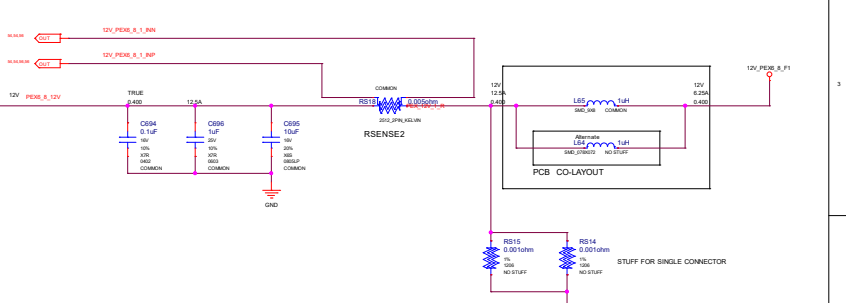 12V_PEX6_8_1_INN
OUT
12V_PEX6_8_1_INP
OUT
12V_PEX6_8_F1
3
COMMON
12V
12.5A
0.400
12V
6.25A
0.400
12V
PEX6_8_12V
TRUE
0.400
12.5A
RS18
0.005ohm
2512_2PIN_KELVIN
RSENSE2
L65
1uH
COMMON
Alternate
L64
1uH
NO STUFF
PCB CO-LAYOUT
C694
0.1uF
16V
10%
X7R
0402
COMMON
C696
1uF
25V
10%
X7R
0603
COMMON
C695
10uF
16V
20%
X6S
0805LP
COMMON
GND
RS15
0.001ohm
1%
1206
NO STUFF
RS14
0.001ohm
1%
1206
NO STUFF
STUFF FOR SINGLE CONNECTOR